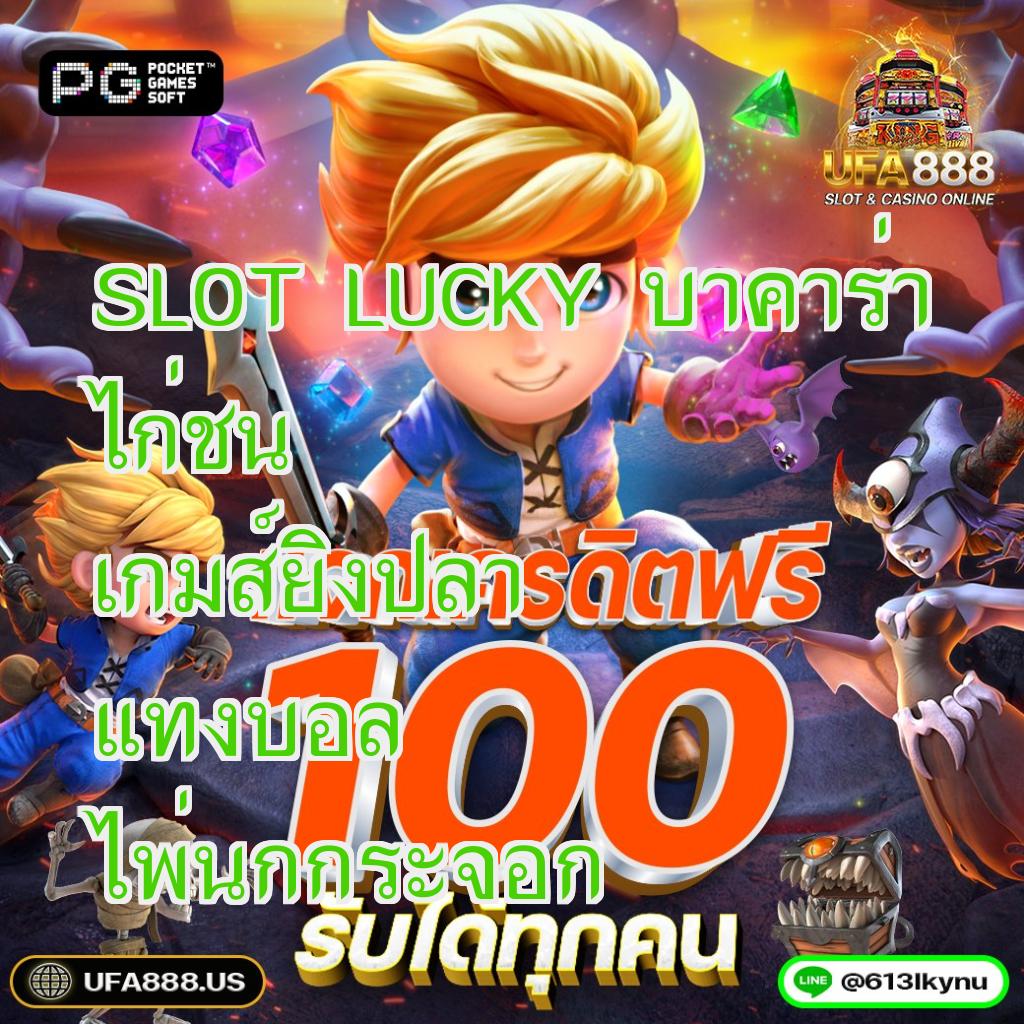 PG POCKET GAMES SOFT™
UFA888
SLOT & CASINO ONLINE
SLOT LUCKY บาคาร่า
ไก่ชน
เกมส์ยิงปลา
เครดิตฟรี
แทงบอล
100
ไพ่นกกระจอก
รับได้ทุกคน
UFA888.US
LINE @613lkynu